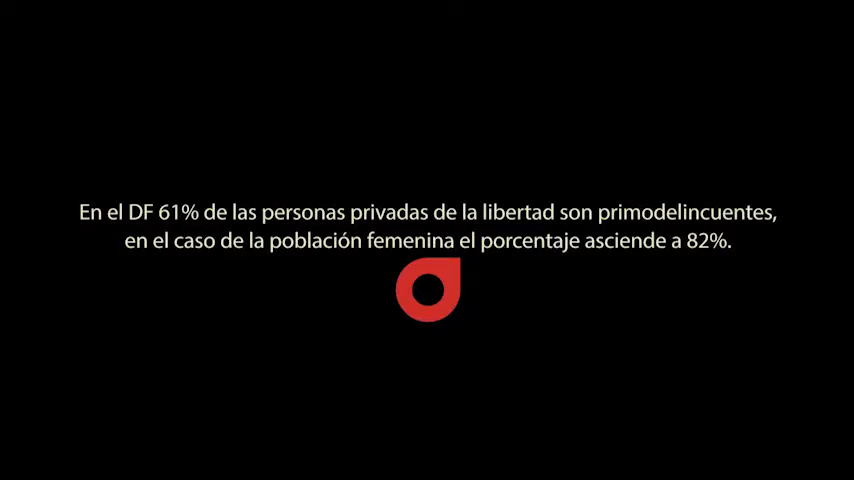 En el DF 61% de las personas privadas de la libertad son primodelincuentes,
en el caso de la población femenina el porcentaje asciende a 82%.